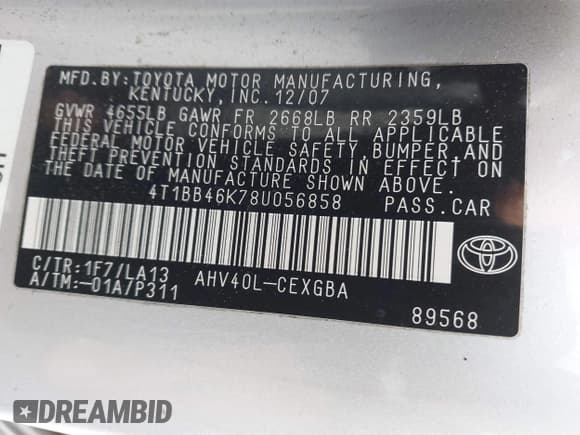 MFD. BY: TOYOTA MOTOR MANUFACTURING,
KENTUCKY, INC. 12/07
GVWR 4655LB GAWR FR 2668LB RR 2359LB
THIS VEHICLE CONFORMS TO ALL APPLICABLE
FEDERAL MOTOR VEHICLE SAFETY, BUMPER, AND
THEFT PREVENTION STANDARDS IN EFFECT ON
THE DATE OF MANUFACTURE SHOWN ABOVE.
4T1BB46K78U056858 PASS.CAR
C/TR:1F7/LA13 AHV40L-CEXGBA
A/TM:-01A/P311
89568
DREAMBID